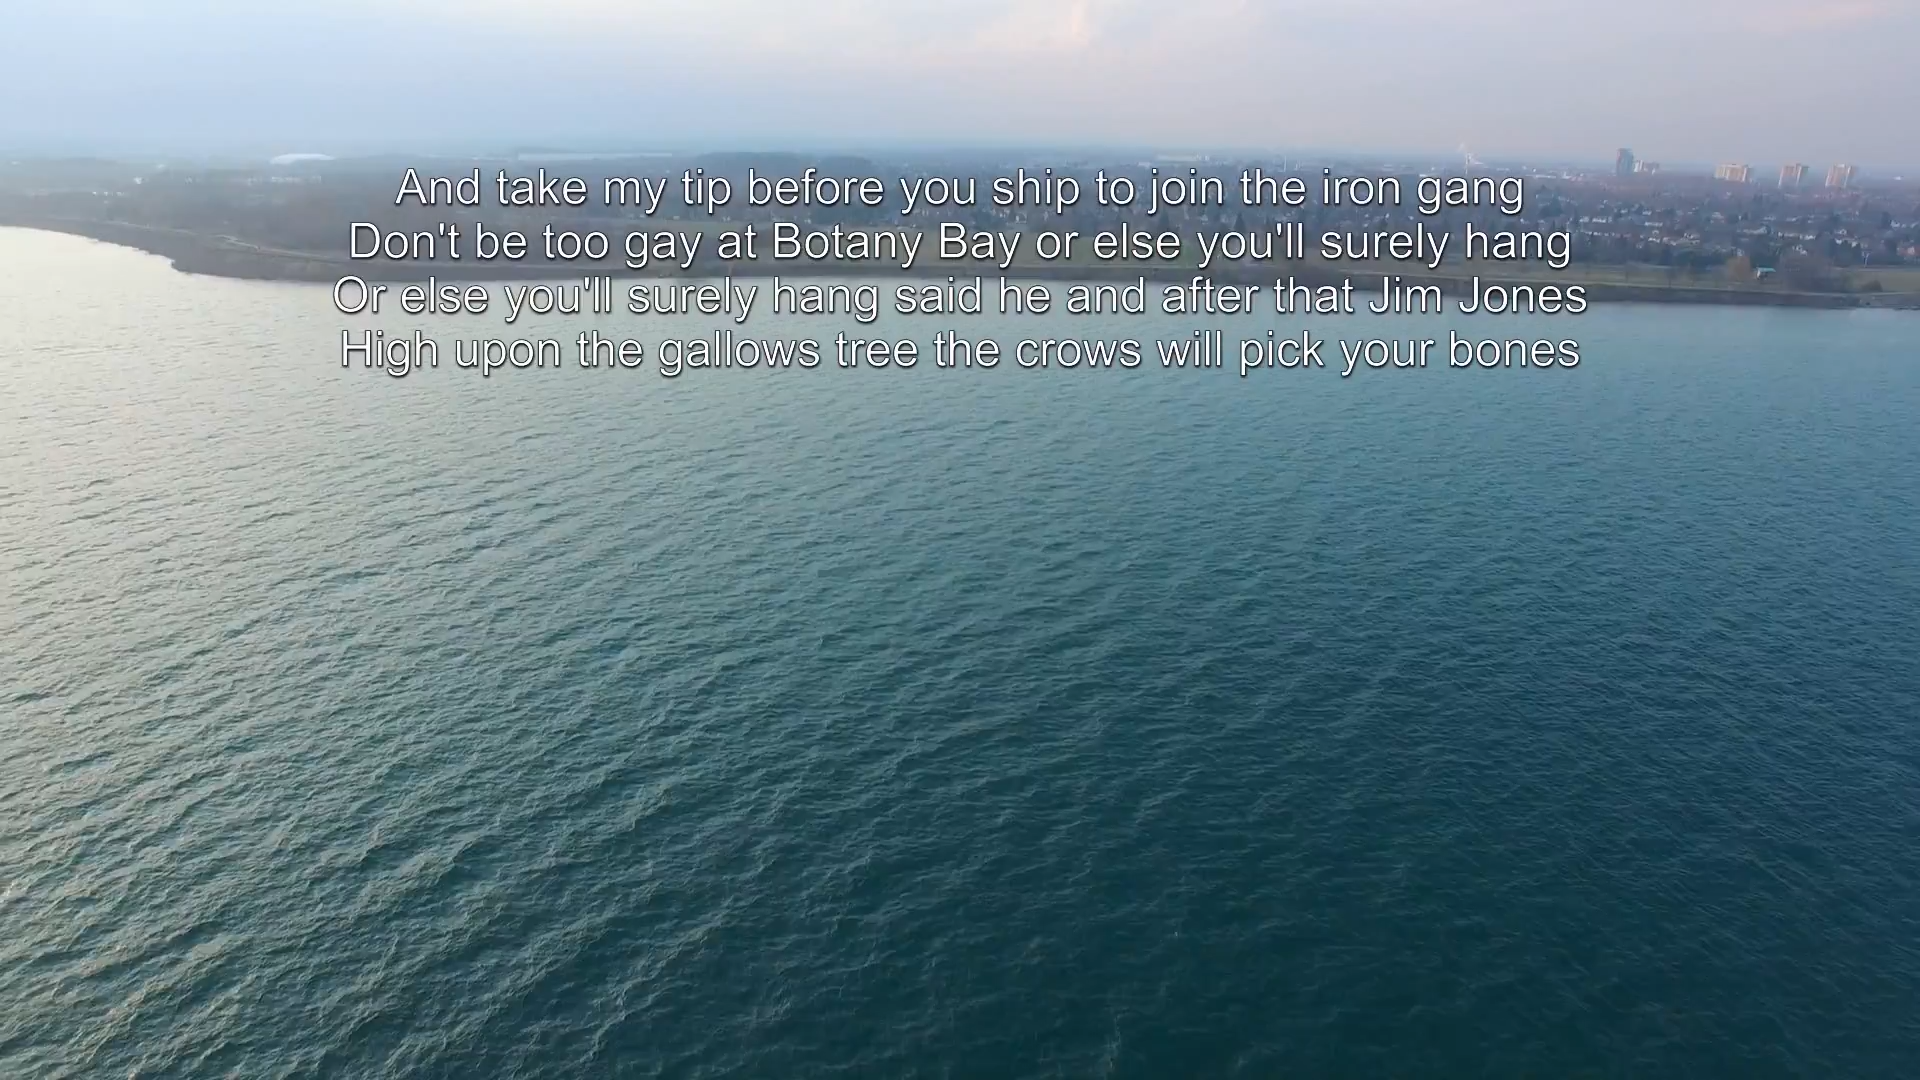 And take my tip before you ship to join the iron gang
Don't be too gay at Botany Bay or else you'll surely hang
Or else you'll surely hang said he and after that Jim Jones
High upon the gallows tree the crows will pick your bones